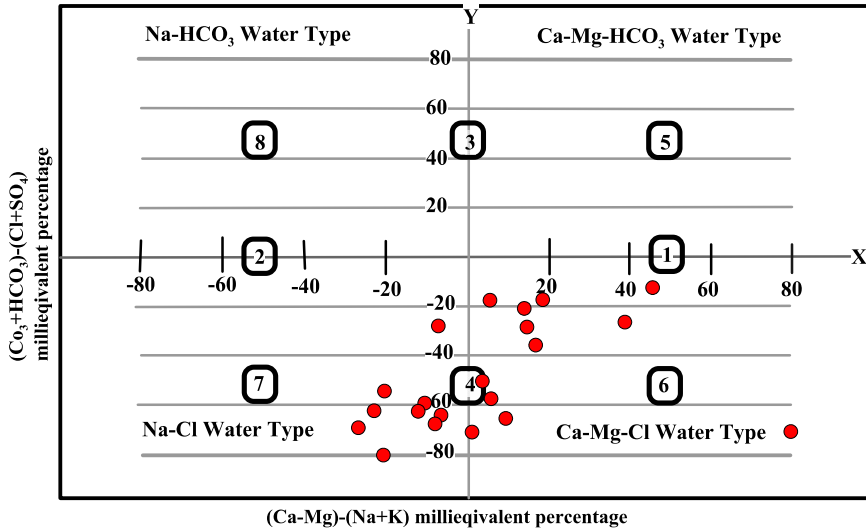 Y
Na-HCO₃ Water Type
Ca-Mg-HCO₃ Water Type
80
60
8
3
5
40
20
2
1
X
-80
-60
-40
-20
20
40
60
80
-20
-40
7
4
6
-60
Na-Cl Water Type
Ca-Mg-Cl Water Type
-80
(Co₃+HCO₃)-(Cl+SO₄)
millieqivalent percentage
(Ca-Mg)-(Na+K) millieqivalent percentage